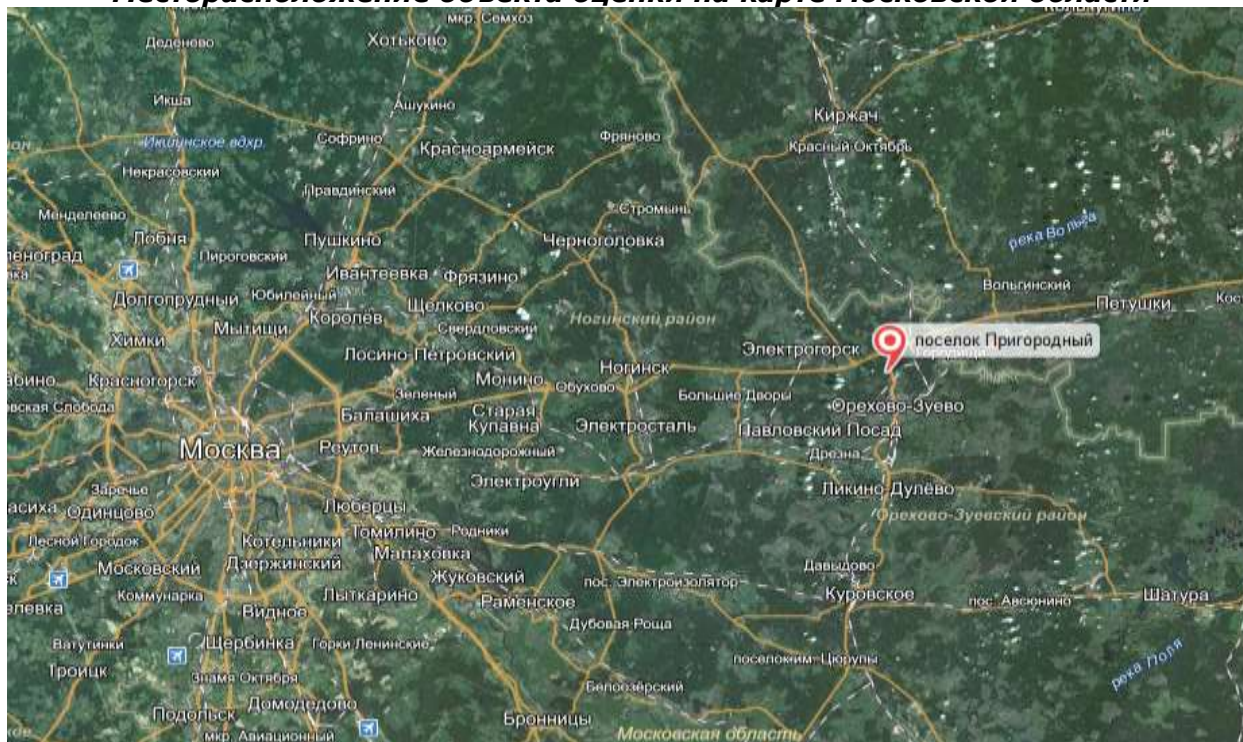 Месторасположение объекта оценки на карте Московской области
мкр. Семхоз
Деденево
Хотьково
Икша
Ашукино
Киржач
Икшинское вдхр.
Софрино
Красноармейск
Фряново
Красный Октябрь
Некрасовский
Правдинский
Менделеево
Стромынь
Лобня
Пушкино
Черноголовка
река Вольга
Пироговский
Ивантеевка
Фрязино
Вольгинский
Долгопрудный
Юбилейный
Щелково
Петушки
Кос
Химки
Мытищи
Королёв
Свердловский
Ногинский район
Лосино-Петровский
Электрогорск
поселок Пригородный
Ногинск
Красногорск
Монино
Обухово
Большие Дворы
Зеленый
Орехово-Зуево
Балашиха
Старая
Купавна
Электросталь
Павловский Посад
Москва
Реутов
Железнодорожный
Дрезна
Электроугли
Ликино-Дулёво
Заречье
Одинцово
Люберцы
Орехово-Зуевский район
Лесной Городок
Котельники
Томилино
Родники
Малаховка
Московский
Дзержинский
Жуковский
пос. Электроизолятор
Давыдово
Коммунарка
Лыткарино
Раменское
Куровское
пос. Авсюнино
Шатура
Видное
Дубовая Роща
Ватутинки
Щербинка
Горки Ленинские
Троицк
поселок им. Цюрупы
река Поля
Знамя Октября
Белоозёрский
Домодедово
Подольск
Бронницы
мкр. Авиационный
Московская область